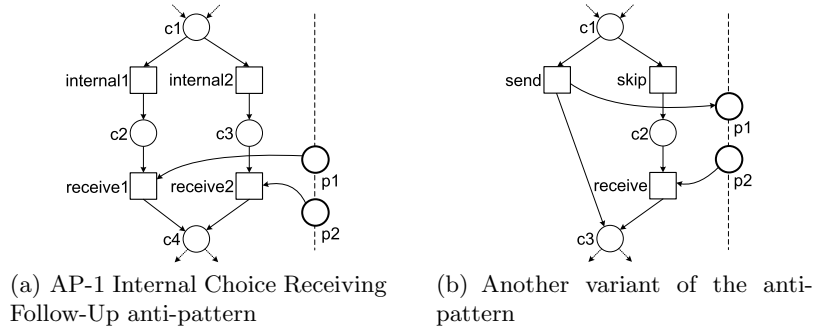 c1
internal1
internal2
c2
c3
p1
receive1
receive2
p2
c4
(a) AP-1 Internal Choice Receiving
Follow-Up anti-pattern
c1
send
skip
p1
c2
p2
receive
c3
(b) Another variant of the anti-
pattern